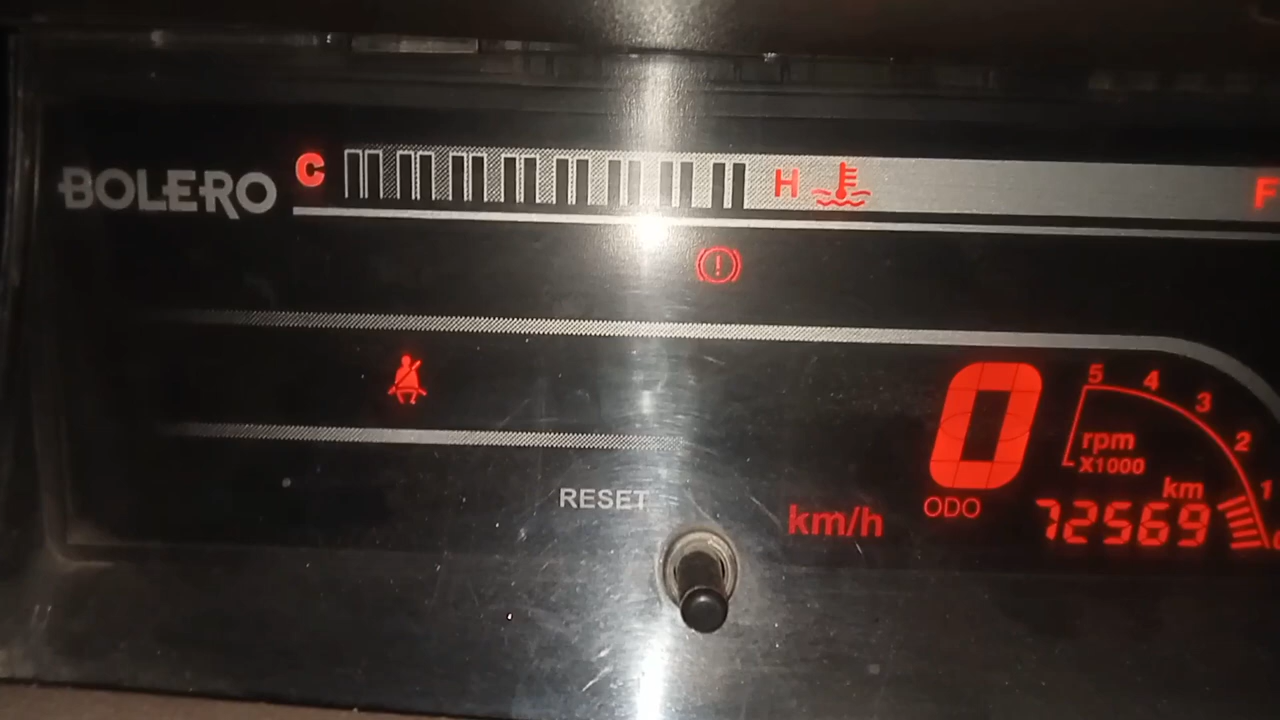 BOLERO C H F
5 4 3 2 1
rpm
X1000
0
km
RESET
km/h
ODO
72569